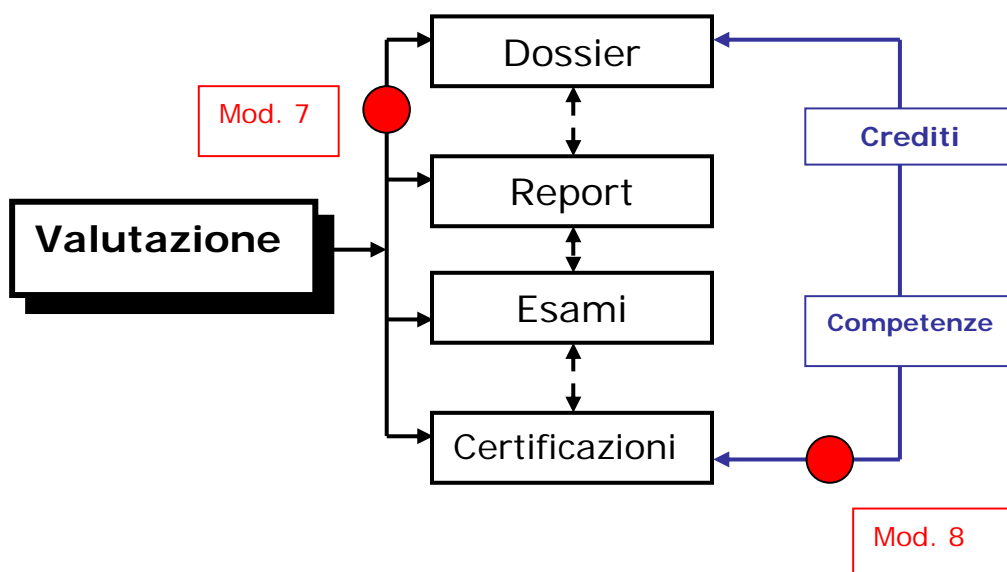 Dossier
Mod. 7
Crediti
Report
Valutazione
Esami
Competenze
Certificazioni
Mod. 8